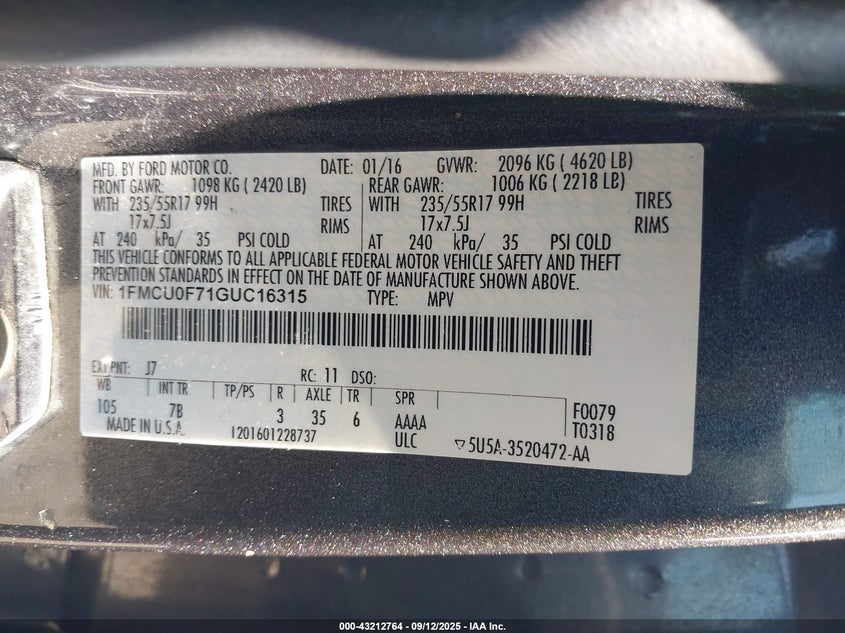 MFD. BY FORD MOTOR CO. DATE: 01/16 GVWR: 2096 KG ( 4620 LB)
FRONT GAWR: 1098 KG ( 2420 LB) REAR GAWR: 1006 KG ( 2218 LB)
WITH 235/55R17 99H TIRES WITH 235/55R17 99H TIRES
17x7.5J RIMS 17x7.5J RIMS
AT 240 kPa/ 35 PSI COLD AT 240 kPa/ 35 PSI COLD
THIS VEHICLE CONFORMS TO ALL APPLICABLE FEDERAL MOTOR VEHICLE SAFETY AND THEFT
PREVENTION STANDARDS IN EFFECT ON THE DATE OF MANUFACTURE SHOWN ABOVE.
VIN: 1FMCU0F71GUC16315 TYPE: MPV
EXT PNT: J7 RC: 11 DSO:
WB INT TR TP/PS R AXLE TR SPR
105 7B 3 35 6 AAAA F0079
MADE IN U.S.A. I201601228737 ULC T0318
▽5U5A-3520472-AA
000-43212764 - 09/12/2025 - IAA Inc.